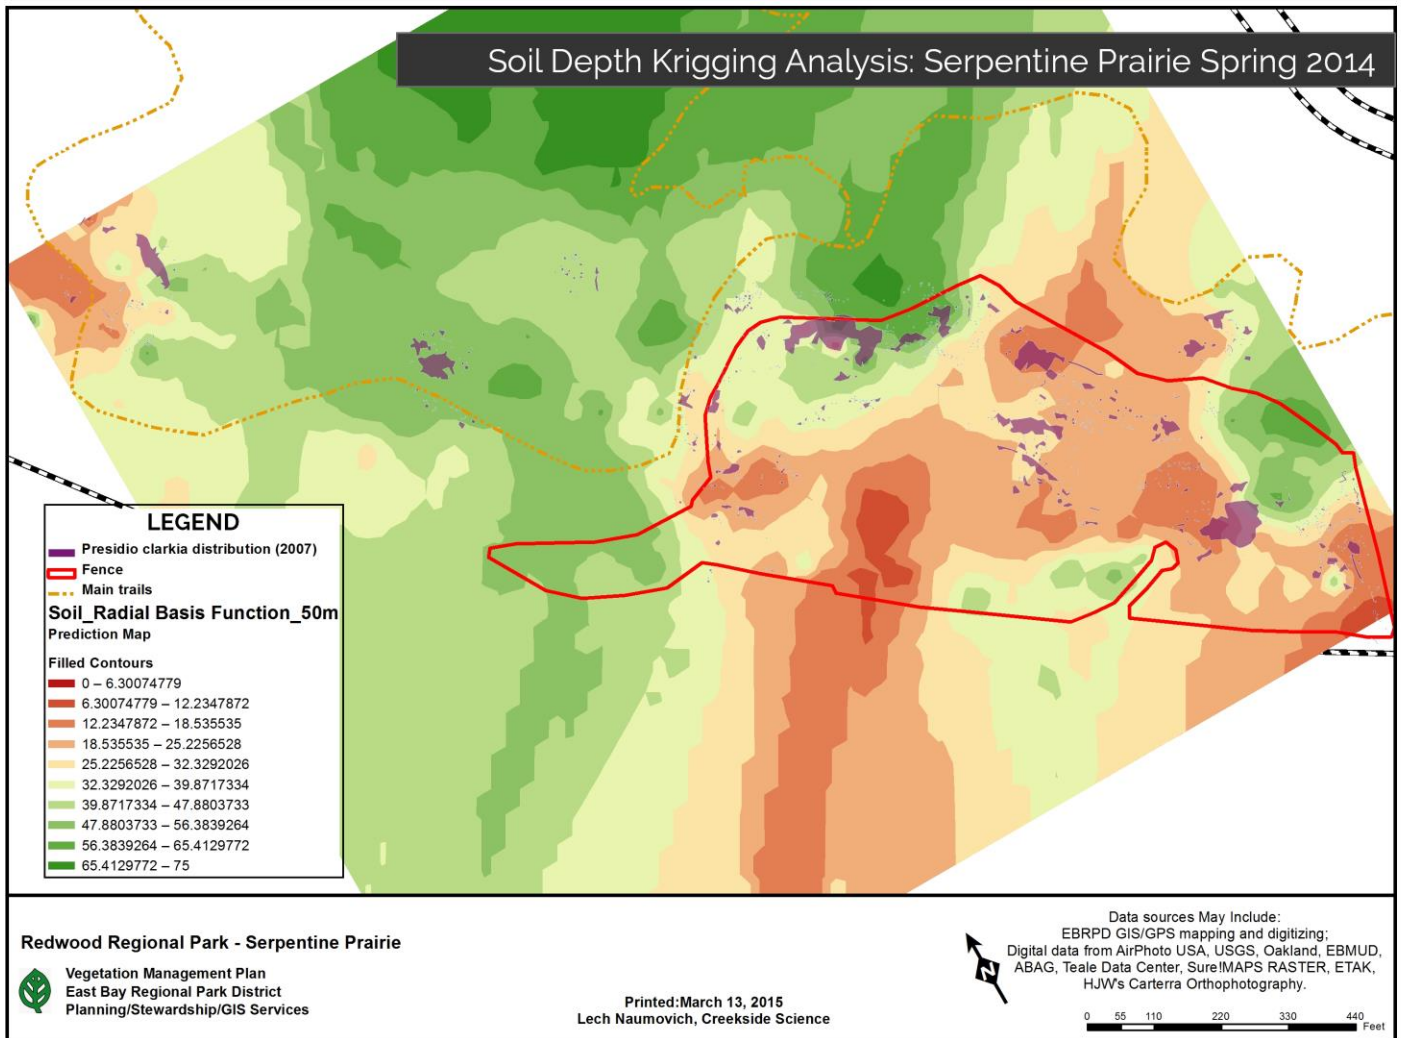 Soil Depth Krigging Analysis: Serpentine Prairie Spring 2014
LEGEND
Presidio clarkia distribution (2007)
Fence
Main trails
Soil_Radial Basis Function_50m
Prediction Map
Filled Contours
0 – 6.30074779
6.30074779 – 12.2347872
12.2347872 – 18.535535
18.535535 – 25.2256528
25.2256528 – 32.3292026
32.3292026 – 39.8717334
39.8717334 – 47.8803733
47.8803733 – 56.3839264
56.3839264 – 65.4129772
65.4129772 – 75
Redwood Regional Park - Serpentine Prairie
Vegetation Management Plan
East Bay Regional Park District
Planning/Stewardship/GIS Services
Printed:March 13, 2015
Lech Naumovich, Creekside Science
N
Data sources May Include:
EBRPD GIS/GPS mapping and digitizing;
Digital data from AirPhoto USA, USGS, Oakland, EBMUD,
ABAG, Teale Data Center, Sure!MAPS RASTER, ETAK,
HJW's Carterra Orthophotography.
0 55 110 220 330 440
Feet